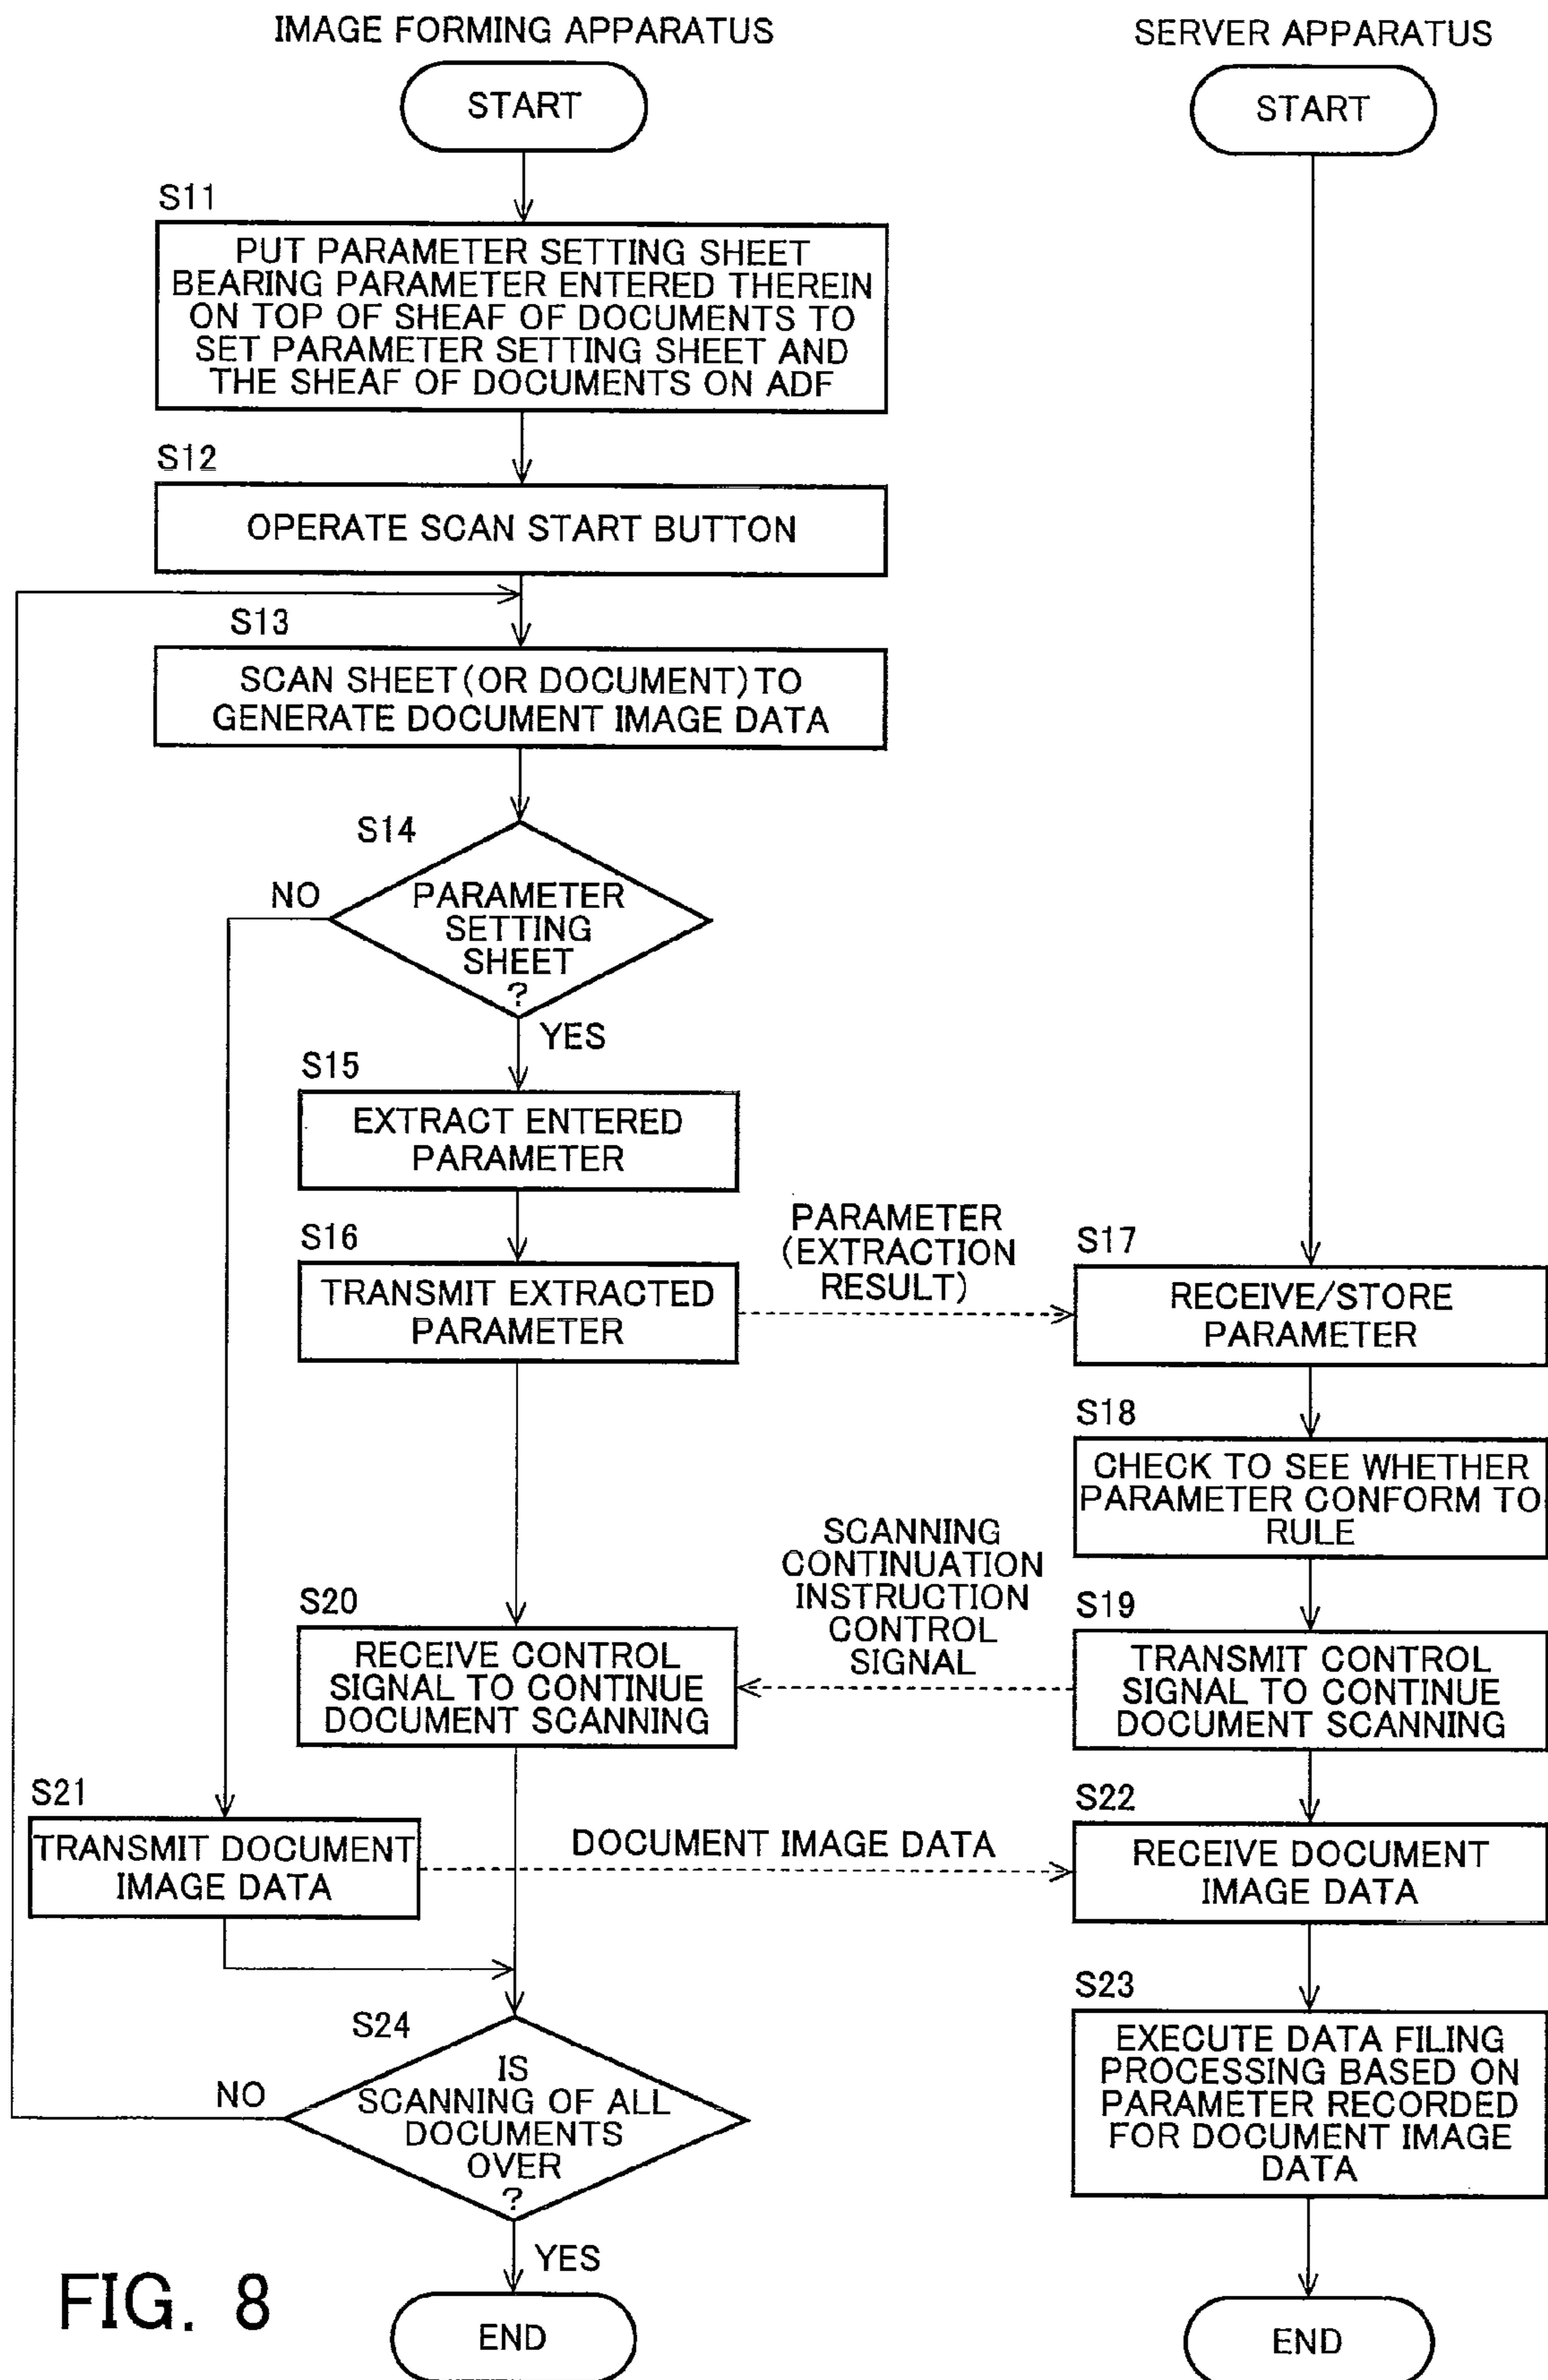 IMAGE FORMING APPARATUS
START
S11
PUT PARAMETER SETTING SHEET
BEARING PARAMETER ENTERED THEREIN
ON TOP OF SHEAF OF DOCUMENTS TO
SET PARAMETER SETTING SHEET AND
THE SHEAF OF DOCUMENTS ON ADF
S12
OPERATE SCAN START BUTTON
S13
SCAN SHEET (OR DOCUMENT) TO
GENERATE DOCUMENT IMAGE DATA
S14
PARAMETER
SETTING
SHEET
?
NO
YES
S15
EXTRACT ENTERED
PARAMETER
S16
TRANSMIT EXTRACTED
PARAMETER
PARAMETER
(EXTRACTION
RESULT)
S20
RECEIVE CONTROL
SIGNAL TO CONTINUE
DOCUMENT SCANNING
SCANNING
CONTINUATION
INSTRUCTION
CONTROL
SIGNAL
S21
TRANSMIT DOCUMENT
IMAGE DATA
DOCUMENT IMAGE DATA
S24
IS
SCANNING OF ALL
DOCUMENTS
OVER
?
NO
YES
END
SERVER APPARATUS
START
S17
RECEIVE/STORE
PARAMETER
S18
CHECK TO SEE WHETHER
PARAMETER CONFORM TO
RULE
S19
TRANSMIT CONTROL
SIGNAL TO CONTINUE
DOCUMENT SCANNING
S22
RECEIVE DOCUMENT
IMAGE DATA
S23
EXECUTE DATA FILING
PROCESSING BASED ON
PARAMETER RECORDED
FOR DOCUMENT IMAGE
DATA
END
FIG. 8